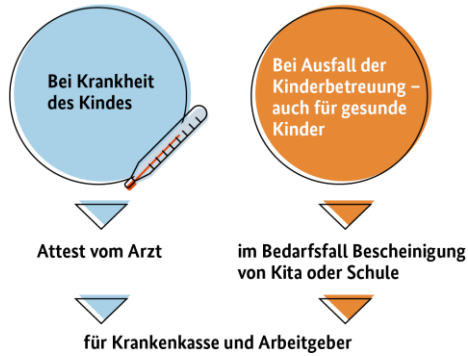 Bei Krankheit
des Kindes
Bei Ausfall der
Kinderbetreuung –
auch für gesunde
Kinder
Attest vom Arzt
im Bedarfsfall Bescheinigung
von Kita oder Schule
für Krankenkasse und Arbeitgeber